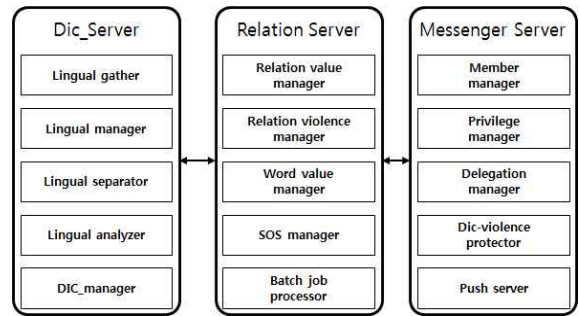 Dic_Server
Lingual gather
Lingual manager
Lingual separator
Lingual analyzer
DIC_manager
Relation Server
Relation value
manager
Relation violence
manager
Word value
manager
SOS manager
Batch job
processor
Messenger Server
Member
manager
Privilege
manager
Delegation
manager
Dic-violence
protector
Push server